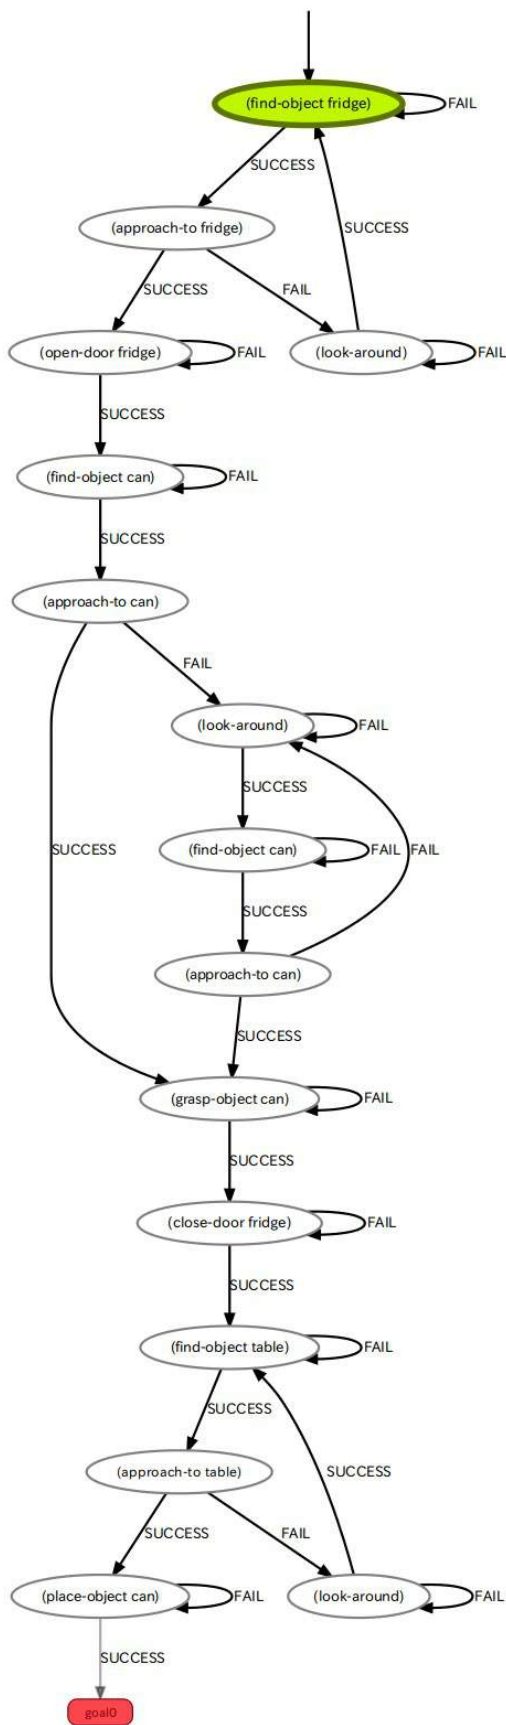 (find-object fridge)
FAIL
SUCCESS
(approach-to fridge)
SUCCESS
SUCCESS
FAIL
(open-door fridge)
FAIL
(look-around)
FAIL
SUCCESS
(find-object can)
FAIL
SUCCESS
(approach-to can)
FAIL
(look-around)
FAIL
SUCCESS
SUCCESS
(find-object can)
FAIL
FAIL
SUCCESS
(approach-to can)
SUCCESS
(grasp-object can)
FAIL
SUCCESS
(close-door fridge)
FAIL
SUCCESS
(find-object table)
FAIL
SUCCESS
(approach-to table)
SUCCESS
SUCCESS
FAIL
(place-object can)
FAIL
(look-around)
FAIL
SUCCESS
goal0